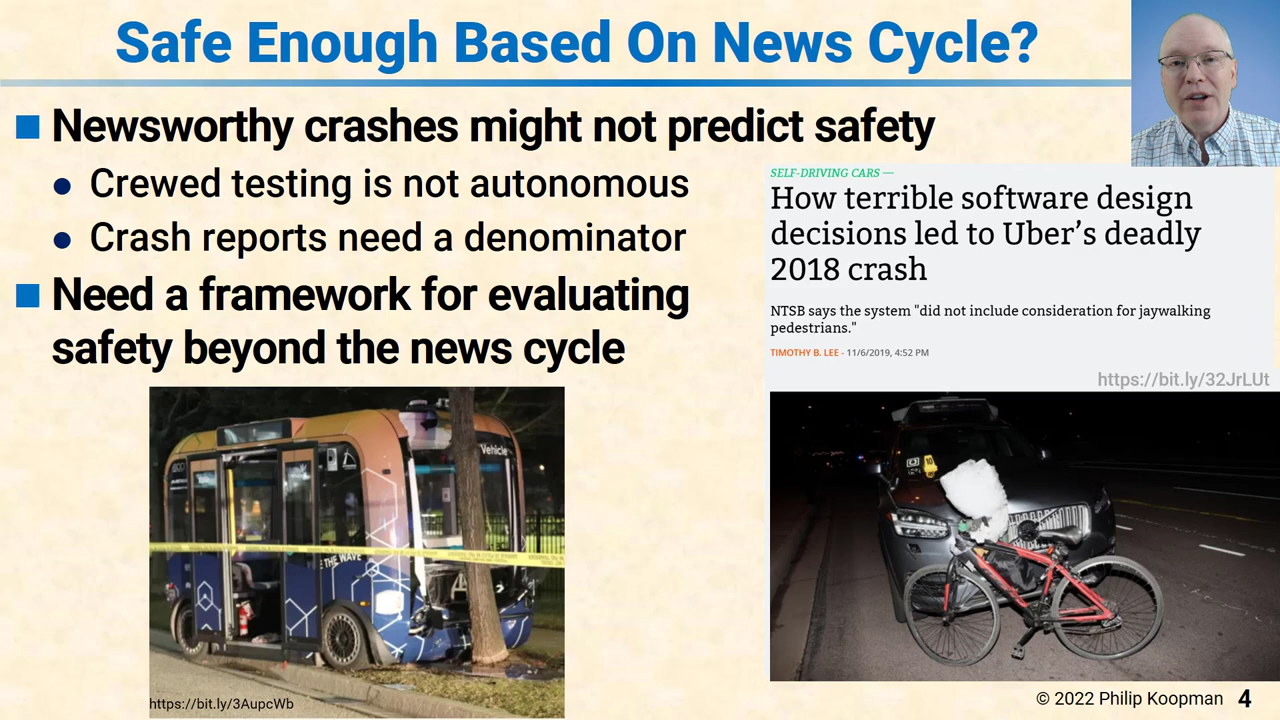 Safe Enough Based On News Cycle?
Newsworthy crashes might not predict safety
Crewed testing is not autonomous
Crash reports need a denominator
Need a framework for evaluating
safety beyond the news cycle
SELF-DRIVING CARS —
How terrible software design
decisions led to Uber’s deadly
2018 crash
NTSB says the system "did not include consideration for jaywalking
pedestrians."
TIMOTHY B. LEE - 11/6/2019, 4:52 PM
https://bit.ly/32JrLUt
Vehicle
THE WAVE
10
https://bit.ly/3AupcWb
© 2022 Philip Koopman 4